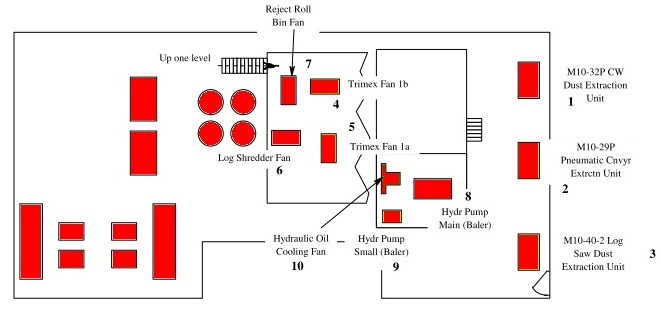 Reject Roll
Bin Fan
Up one level
7
Trimex Fan 1b
4
5
Trimex Fan 1a
Log Shredder Fan
6
M10-32P CW
Dust Extraction
Unit
1
M10-29P
Pneumatic Cnvyr
Extrctn Unit
2
8
Hydr Pump
Main (Baler)
Hydraulic Oil
Cooling Fan
10
Hydr Pump
Small (Baler)
9
M10-40-2 Log
Saw Dust
Extraction Unit
3